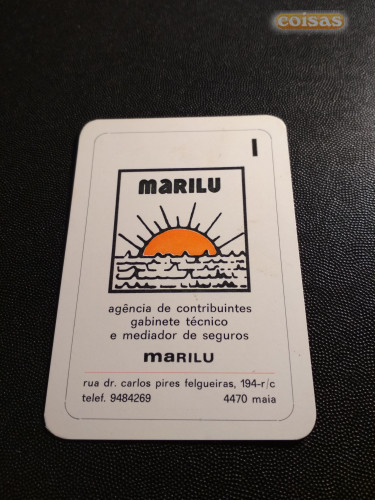 coisas
I
MARILU
agência de contribuintes
gabinete técnico
e mediador de seguros
MARILU
rua dr. carlos pires felgueiras, 194-r/c
telef. 9484269 4470 maia